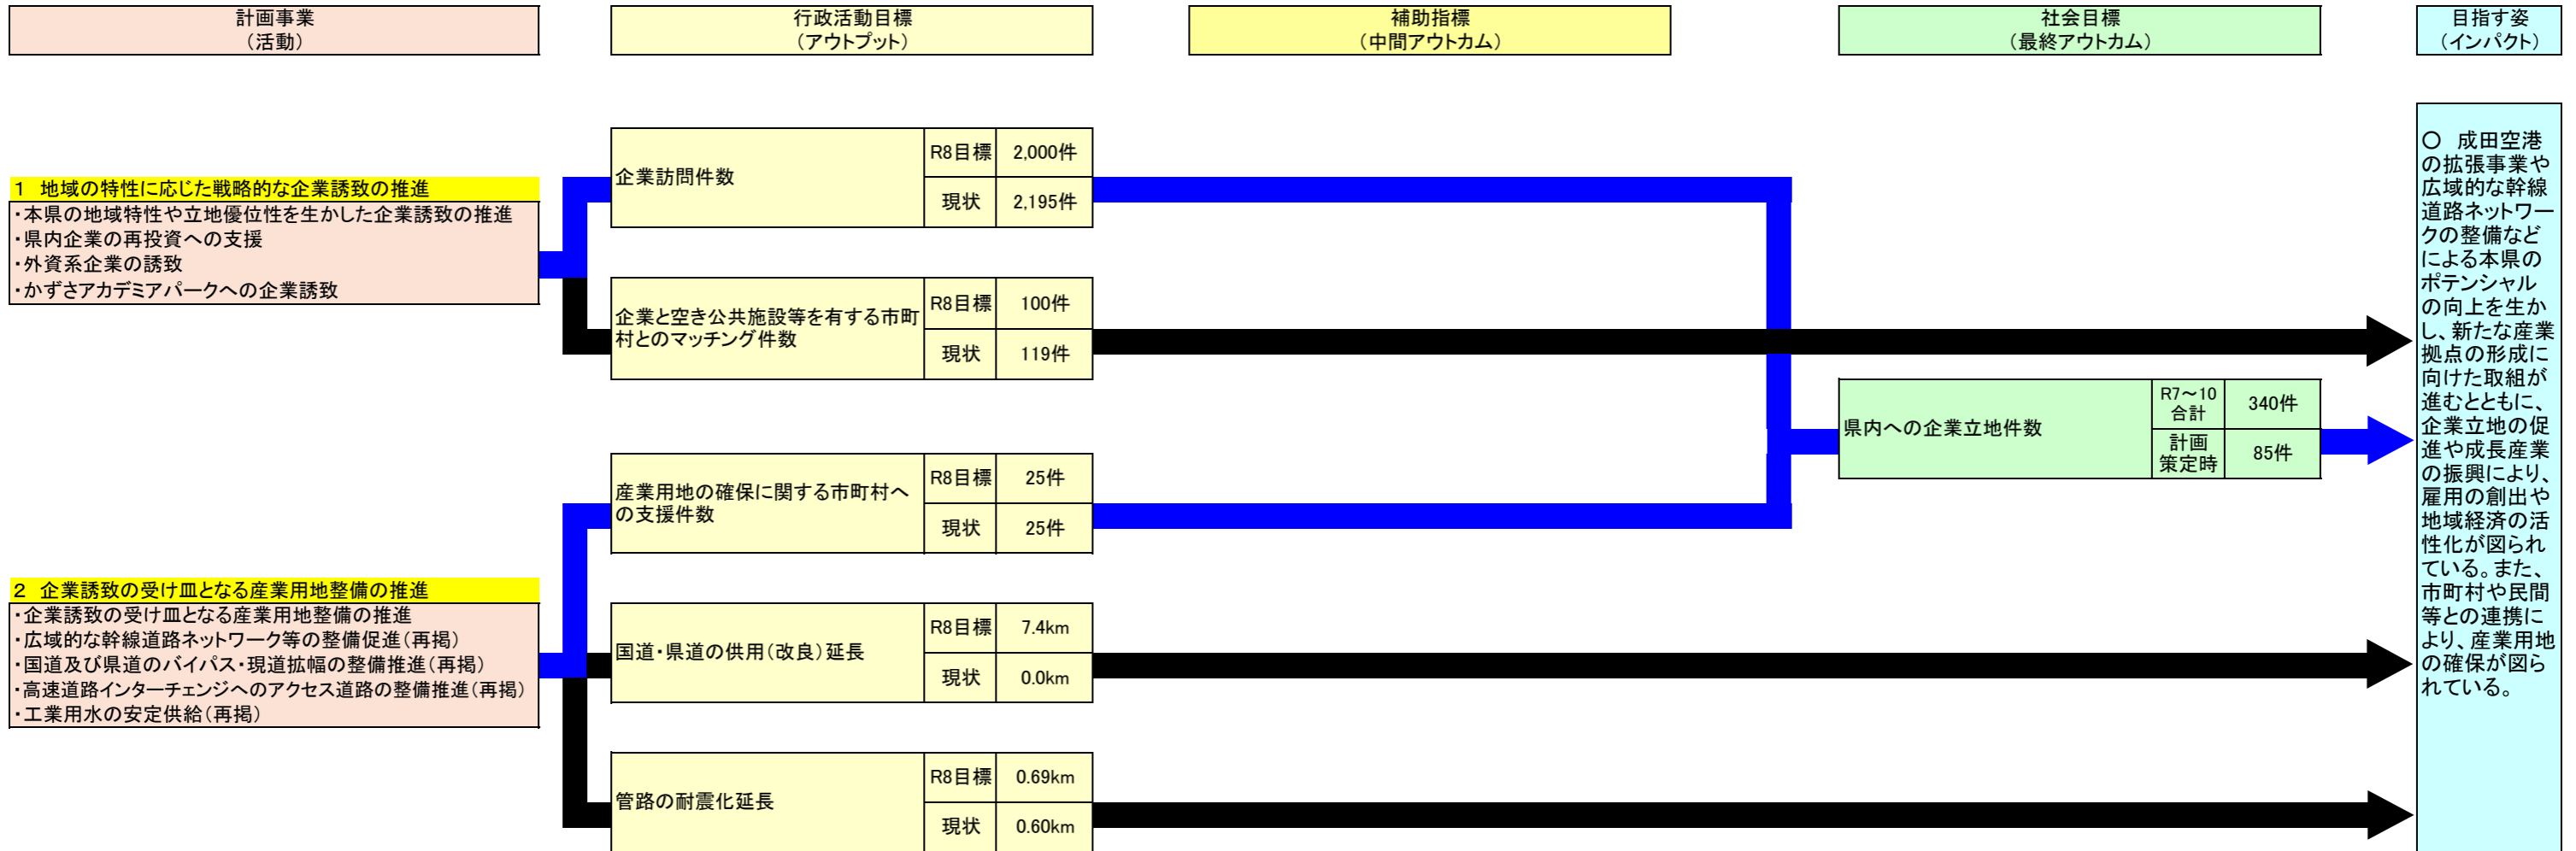 計画事業
（活動）
行政活動目標
（アウトプット）
補助指標
（中間アウトカム）
社会目標
（最終アウトカム）
目指す姿
（インパクト）
1　地域の特性に応じた戦略的な企業誘致の推進
・本県の地域特性や立地優位性を生かした企業誘致の推進
・県内企業の再投資への支援
・外資系企業の誘致
・かずさアカデミアパークへの企業誘致
2　企業誘致の受け皿となる産業用地整備の推進
・企業誘致の受け皿となる産業用地整備の推進
・広域的な幹線道路ネットワーク等の整備促進（再掲）
・国道及び県道のバイパス・現道拡幅の整備推進（再掲）
・高速道路インターチェンジへのアクセス道路の整備推進（再掲）
・工業用水の安定供給（再掲）
企業訪問件数
R8目標
2,000件
現状
2,195件
企業と空き公共施設等を有する市町
村とのマッチング件数
R8目標
100件
現状
119件
産業用地の確保に関する市町村へ
の支援件数
R8目標
25件
現状
25件
国道・県道の供用（改良）延長
R8目標
7.4km
現状
0.0km
管路の耐震化延長
R8目標
0.69km
現状
0.60km
県内への企業立地件数
R7～10
合計
340件
計画
策定時
85件
○　成田空港
の拡張事業や
広域的な幹線
道路ネットワー
クの整備など
による本県の
ポテンシャル
の向上を生か
し、新たな産業
拠点の形成に
向けた取組が
進むとともに、
企業立地の促
進や成長産業
の振興により、
雇用の創出や
地域経済の活
性化が図られ
ている。また、
市町村や民間
等との連携に
より、産業用地
の確保が図ら
れている。